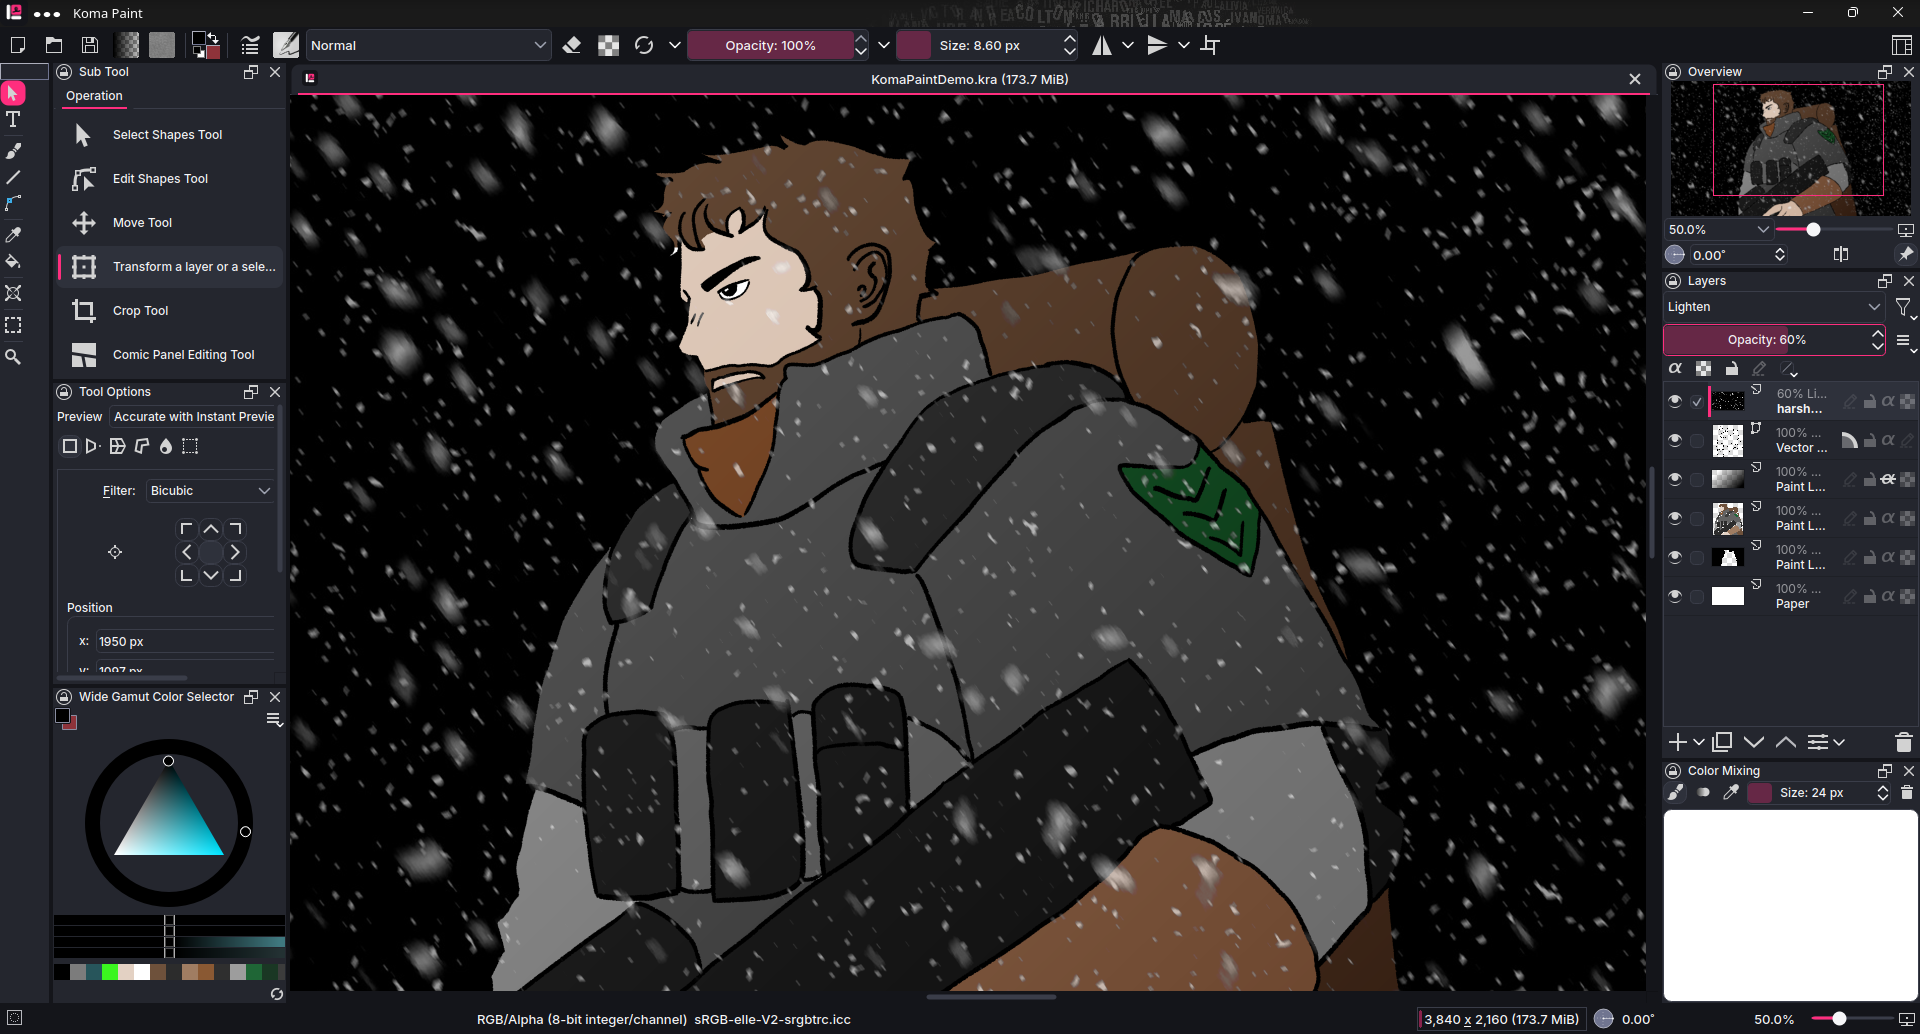 Koma Paint
Normal
Opacity: 100%
Size: 8.60 px
Sub Tool
Operation
Select Shapes Tool
Edit Shapes Tool
Move Tool
Transform a layer or a sele...
Crop Tool
Comic Panel Editing Tool
Tool Options
Preview Accurate with Instant Previe
Filter: Bicubic
Position
x: 1950 px
y: 1097 px
Wide Gamut Color Selector
KomaPaintDemo.kra (173.7 MiB)
Overview
50.0%
0.00°
Layers
Lighten
Opacity: 60%
60% Li...
harsh...
100% ...
Vector ...
100% ...
Paint L...
100% ...
Paint L...
100% ...
Paint L...
100% ...
Paper
Color Mixing
Size: 24 px
RGB/Alpha (8-bit integer/channel) sRGB-elle-V2-srgbtrc.icc
3,840 x 2,160 (173.7 MiB)
0.00°
50.0%